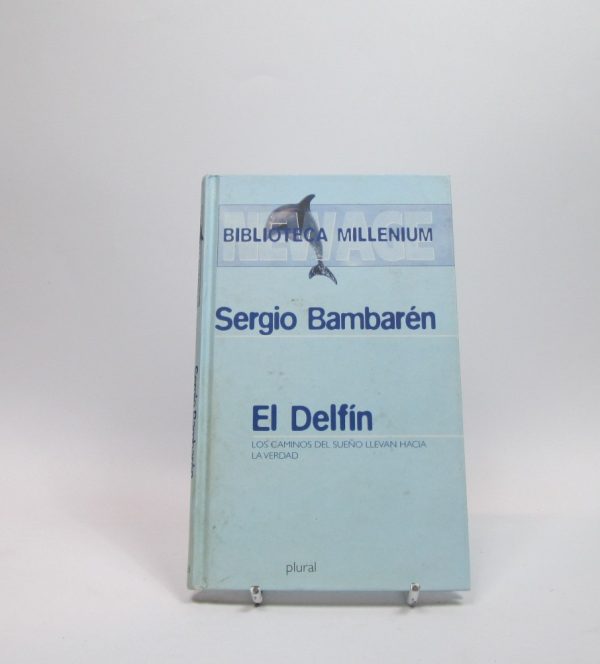 NEW AGE
BIBLIOTECA MILLENIUM
Sergio Bambarén
El Delfín
LOS CAMINOS DEL SUEÑO LLEVAN HACIA
LA VERDAD
plural